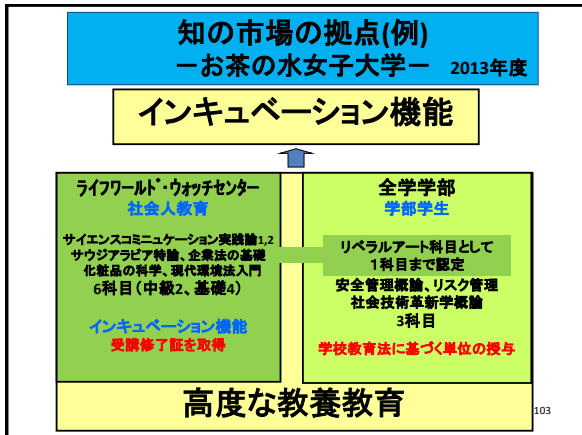 知の市場の拠点(例)
－お茶の水女子大学－ 2013年度
インキュベーション機能
ライフワールド・ウォッチセンター
社会人教育
サイエンスコミニュケーション実践論1,2
サウジアラビア特論、企業法の基礎
化粧品の科学、現代環境法入門
6科目(中級2、基礎4)
インキュベーション機能
受講修了証を取得
全学学部
学部学生
リベラルアート科目として
1科目まで認定
安全管理概論、リスク管理
社会技術革新学概論
3科目
学校教育法に基づく単位の授与
高度な教養教育
103